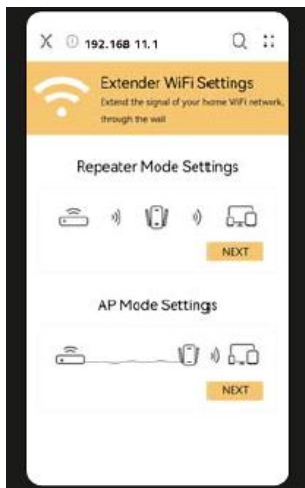 192.168 11.1
Extender WiFi Settings
Extend the signal of your home WiFi network,
through the wall
Repeater Mode Settings
NEXT
AP Mode Settings
NEXT